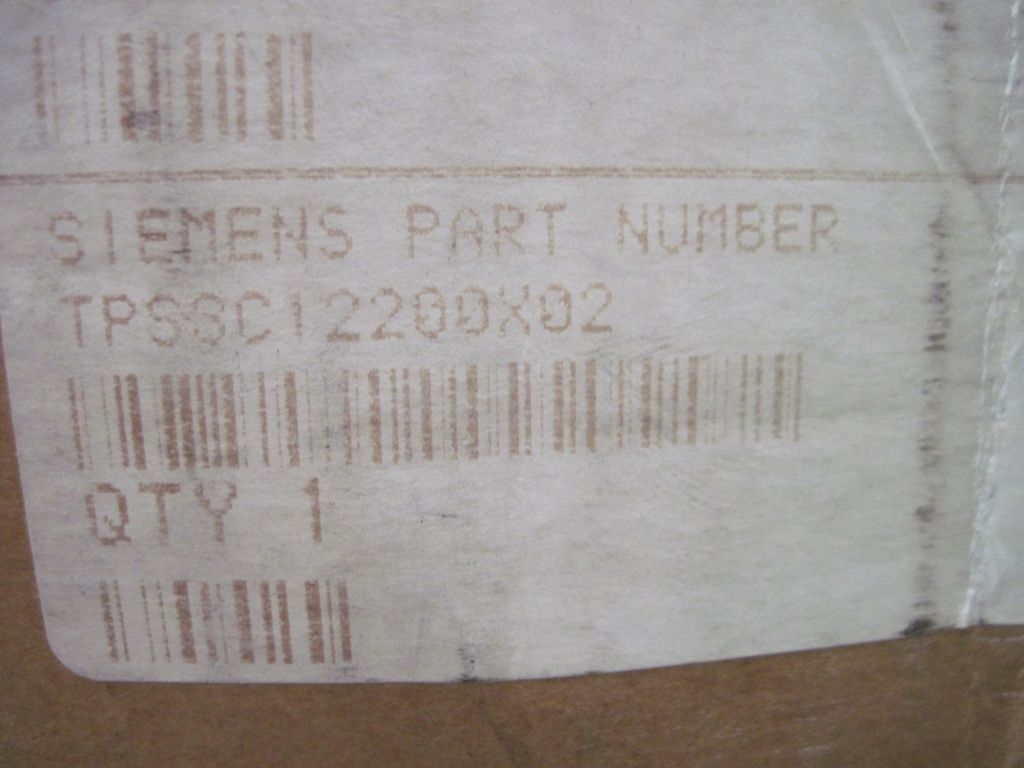 SIEMENS PART NUMBER
TPSSC12200X02
QTY 1